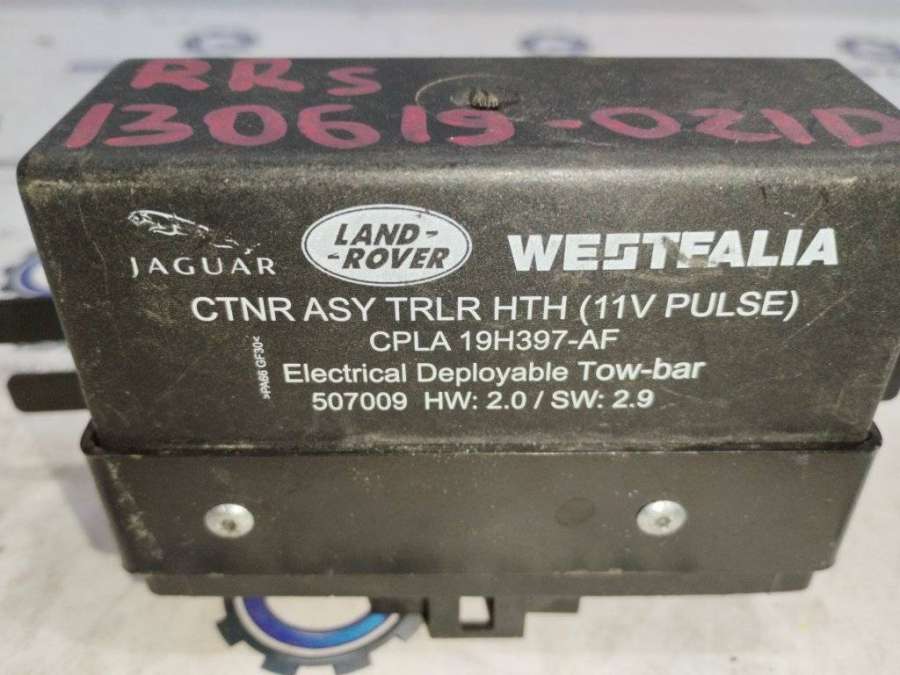 RRS
130619-021D
JAGUAR LAND-ROVER WESTFALIA
CTNR ASY TRLR HTH (11V PULSE)
CPLA 19H397-AF
>PA66 GF30<
Electrical Deployable Tow-bar
507009 HW: 2.0 / SW: 2.9